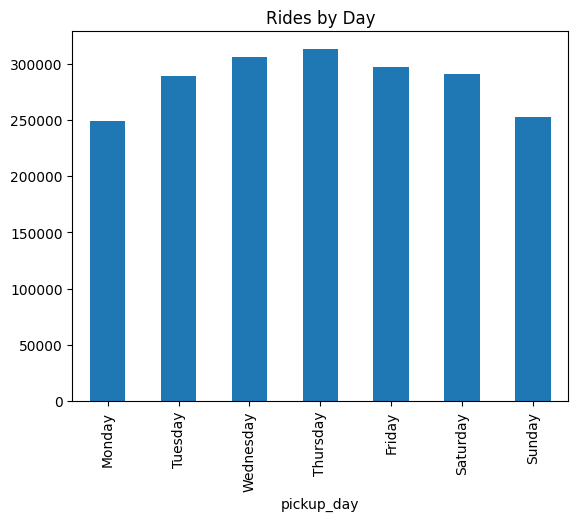 Rides by Day
300000
250000
200000
150000
100000
50000
0
Monday
Tuesday
Wednesday
Thursday
Friday
Saturday
Sunday
pickup_day